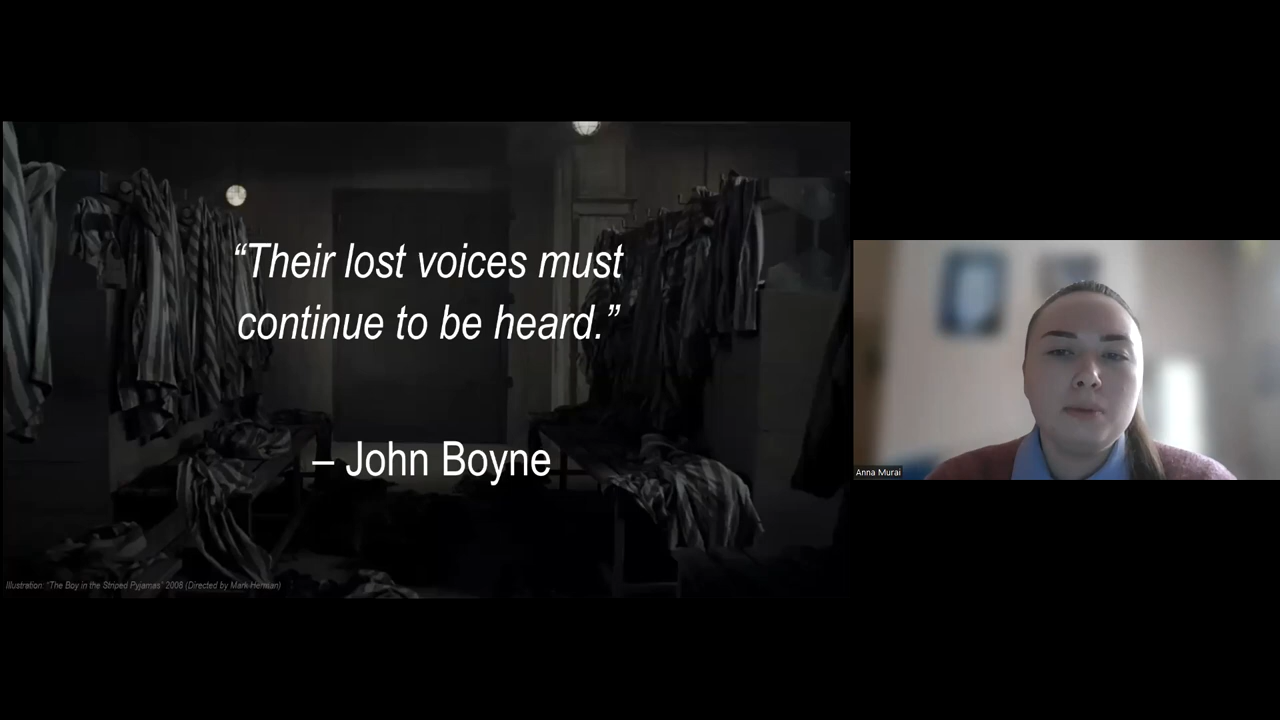 “Their lost voices must
continue to be heard.”
– John Boyne
Illustration: “The Boy in the Striped Pyjamas” 2008 (Directed by Mark Herman)
Anna Murai